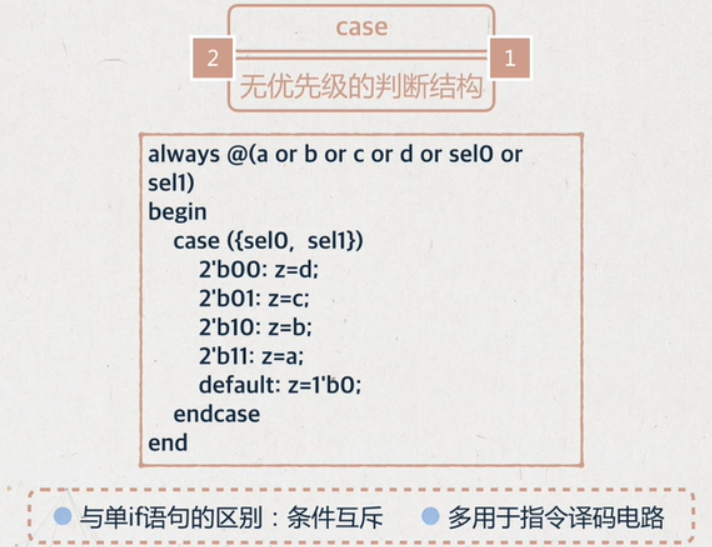 case
2
1
无优先级的判断结构
always @(a or b or c or d or sel0 or
sel1)
begin
case ({sel0, sel1})
2'b00: z=d;
2'b01: z=c;
2'b10: z=b;
2'b11: z=a;
default: z=1'b0;
endcase
end
与单if语句的区别：条件互斥 多用于指令译码电路